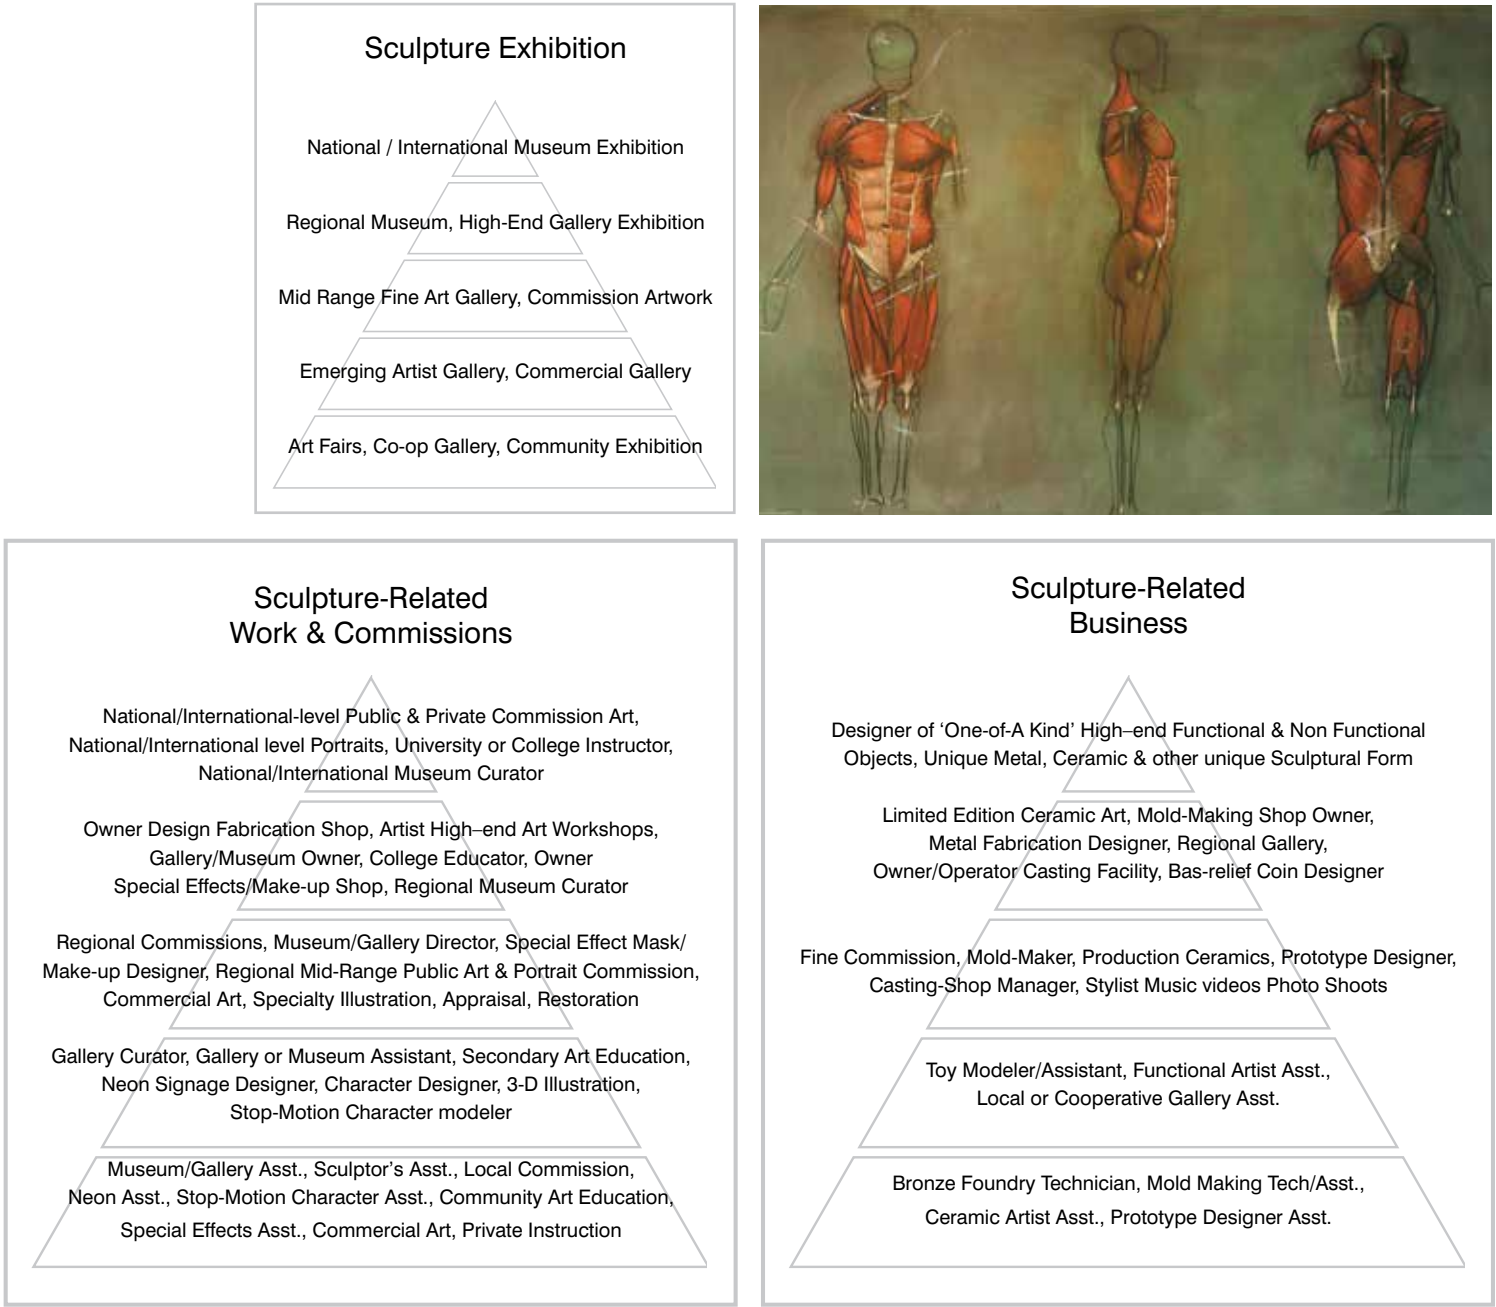 Sculpture Exhibition
National / International Museum Exhibition
Regional Museum, High-End Gallery Exhibition
Mid Range Fine Art Gallery, Commission Artwork
Emerging Artist Gallery, Commercial Gallery
Art Fairs, Co-op Gallery, Community Exhibition
Sculpture-Related
Work & Commissions
National/International-level Public & Private Commission Art,
National/International level Portraits, University or College Instructor,
National/International Museum Curator
Owner Design Fabrication Shop, Artist High–end Art Workshops,
Gallery/Museum Owner, College Educator, Owner
Special Effects/Make-up Shop, Regional Museum Curator
Regional Commissions, Museum/Gallery Director, Special Effect Mask/
Make-up Designer, Regional Mid-Range Public Art & Portrait Commission,
Commercial Art, Specialty Illustration, Appraisal, Restoration
Gallery Curator, Gallery or Museum Assistant, Secondary Art Education,
Neon Signage Designer, Character Designer, 3-D Illustration,
Stop-Motion Character modeler
Museum/Gallery Asst., Sculptor’s Asst., Local Commission,
Neon Asst., Stop-Motion Character Asst., Community Art Education,
Special Effects Asst., Commercial Art, Private Instruction
Sculpture-Related
Business
Designer of ‘One-of-A Kind’ High–end Functional & Non Functional
Objects, Unique Metal, Ceramic & other unique Sculptural Form
Limited Edition Ceramic Art, Mold-Making Shop Owner,
Metal Fabrication Designer, Regional Gallery,
Owner/Operator Casting Facility, Bas-relief Coin Designer
Fine Commission, Mold-Maker, Production Ceramics, Prototype Designer,
Casting-Shop Manager, Stylist Music videos Photo Shoots
Toy Modeler/Assistant, Functional Artist Asst.,
Local or Cooperative Gallery Asst.
Bronze Foundry Technician, Mold Making Tech/Asst.,
Ceramic Artist Asst., Prototype Designer Asst.